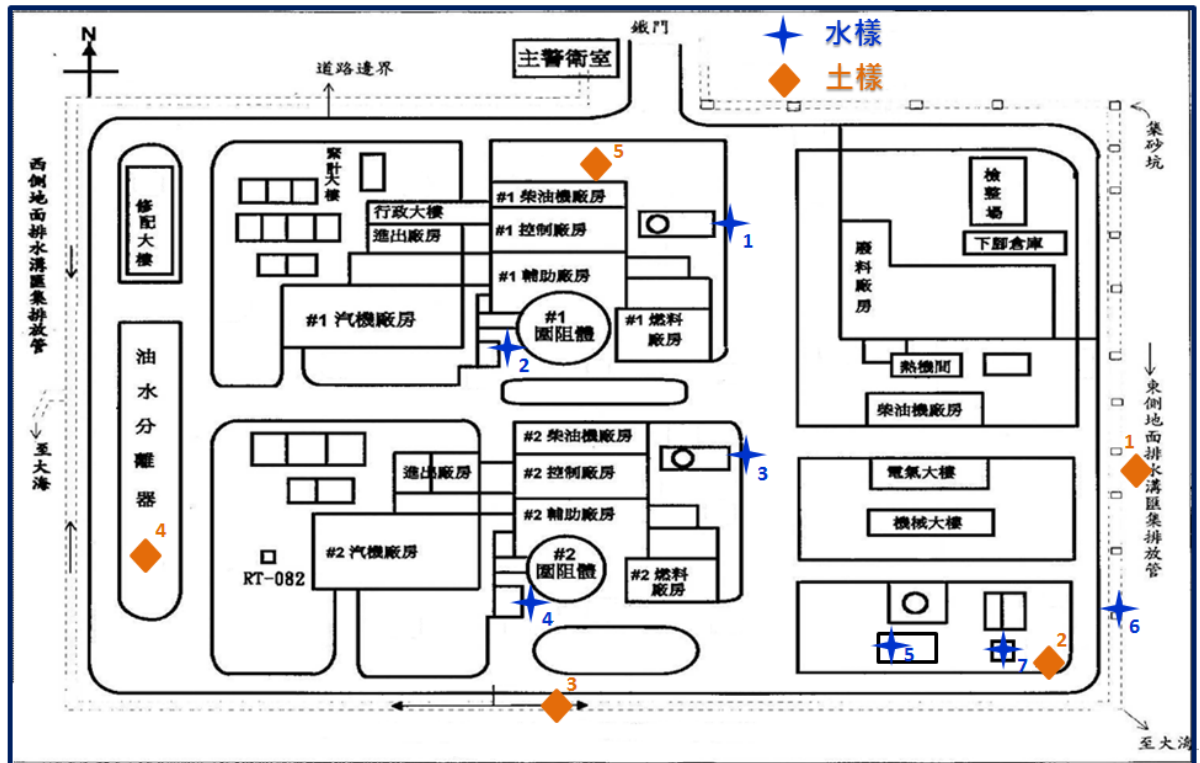 鐵門
水樣
土樣
N
主警衛室
道路邊界
集砂坑
西側地面排水溝匯集排放管
修配大樓
行政大樓
進出廠房
5
#1 柴油機廠房
#1 控制廠房
#1 輔助廠房
#1 汽機廠房
#1
圍阻體
#1 燃料
廠房
1
2
檢整場
下腳倉庫
廢料廠房
熱機間
柴油機廠房
東側地面排水溝匯集排放管
油水分離器
至大海
4
進出廠房
#2 柴油機廠房
#2 控制廠房
#2 輔助廠房
#2 汽機廠房
RT-082
#2
圍阻體
#2 燃料
廠房
3
4
電氣大樓
機械大樓
1
6
5
7
2
3
至大海